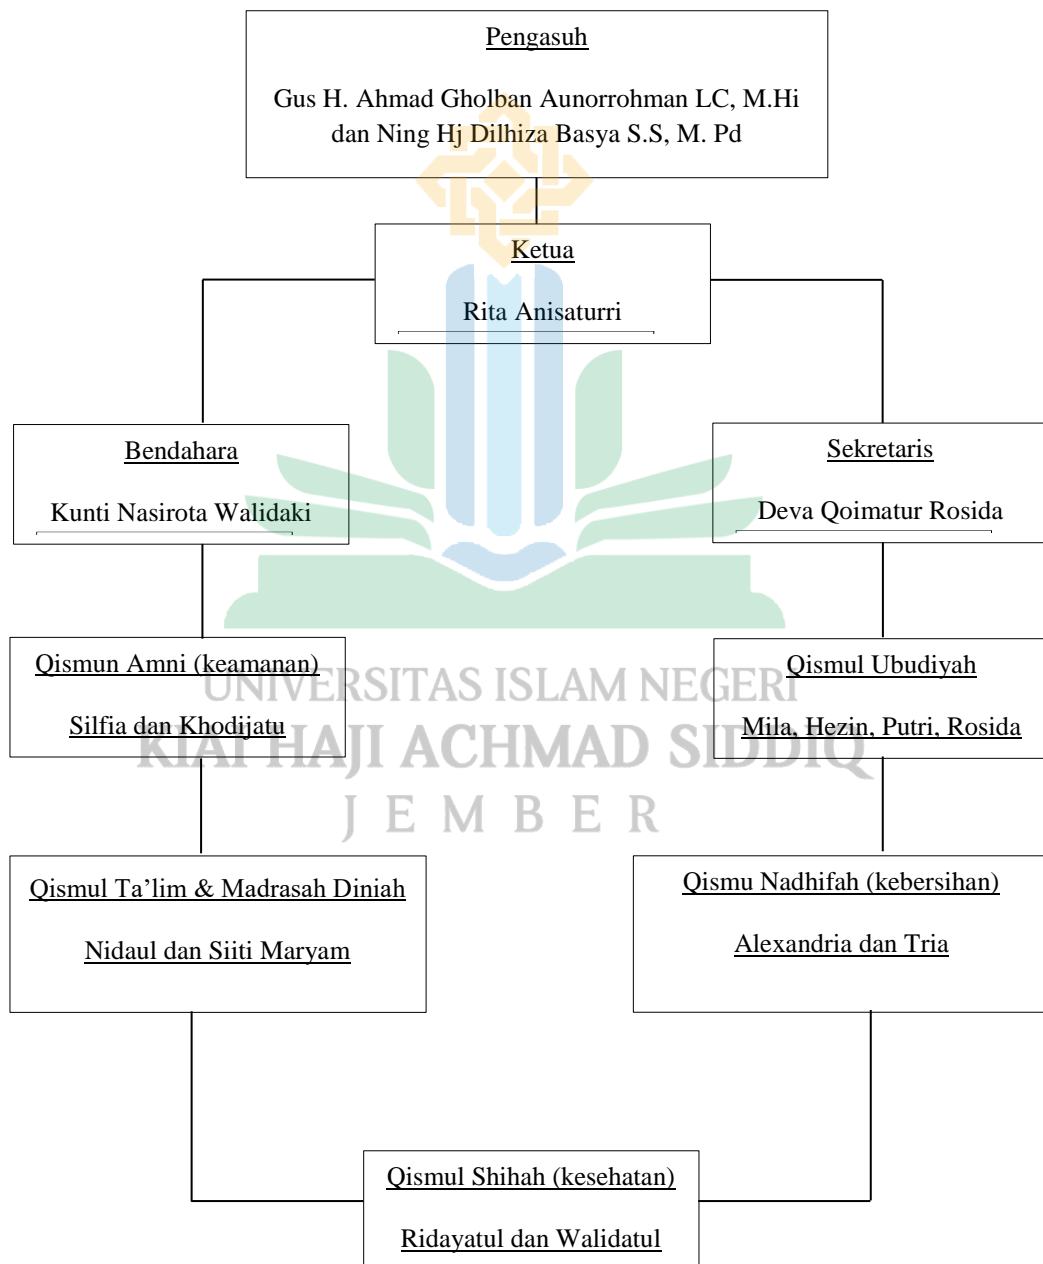 Pengasuh
Gus H. Ahmad Gholban Aunorrohman LC, M.Hi
dan Ning Hj Dilhiza Basya S.S, M. Pd
Ketua
Rita Anisaturri
Bendahara
Kunti Nasirota Walidaki
Sekretaris
Deva Qoimatur Rosida
Qismun Amni (keamanan)
Silfia dan Khodijatu
Qismul Ubudiyah
Mila, Hezin, Putri, Rosida
UNIVERSITAS ISLAM NEGERI
KIAI HAJI ACHMAD SIDDIQ
JEMBER
Qismul Ta’lim & Madrasah Diniah
Nidaul dan Siiti Maryam
Qismu Nadhifah (kebersihan)
Alexandria dan Tria
Qismul Shihah (kesehatan)
Ridayatul dan Walidatul